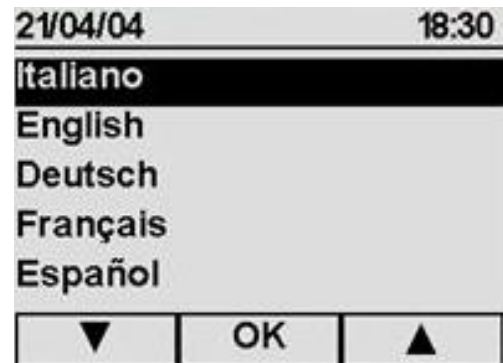 21/04/04 18:30
Italiano
English
Deutsch
Français
Español
▼ OK ▲